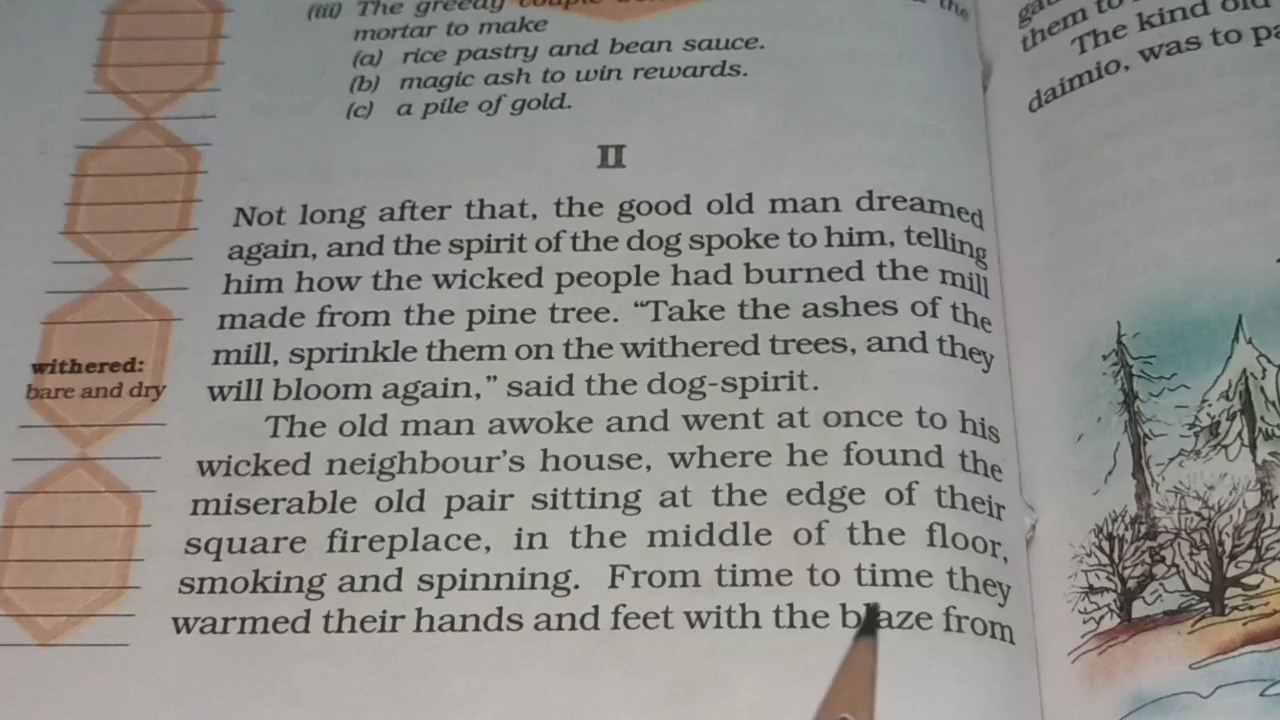 (iii) The greedy
the
mortar to make
(a) rice pastry and bean sauce.
(b) magic ash to win rewards.
(c) a pile of gold.
II
Not long after that, the good old man dreamed
again, and the spirit of the dog spoke to him, telling
him how the wicked people had burned the mill
made from the pine tree. “Take the ashes of the
mill, sprinkle them on the withered trees, and they
will bloom again,” said the dog-spirit.
The old man awoke and went at once to his
wicked neighbour’s house, where he found the
miserable old pair sitting at the edge of their
square fireplace, in the middle of the floor,
smoking and spinning. From time to time they
warmed their hands and feet with the blaze from
withered:
bare and dry
them to
The kind old
daimio, was to